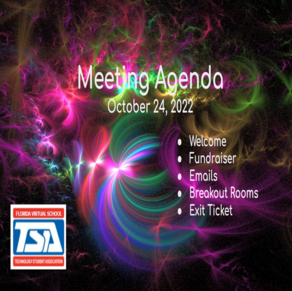 Meeting Agenda
October 24, 2022
• Welcome
• Fundraiser
• Emails
• Breakout Rooms
• Exit Ticket
FLORIDA VIRTUAL SCHOOL
TSA
TECHNOLOGY STUDENT ASSOCIATION